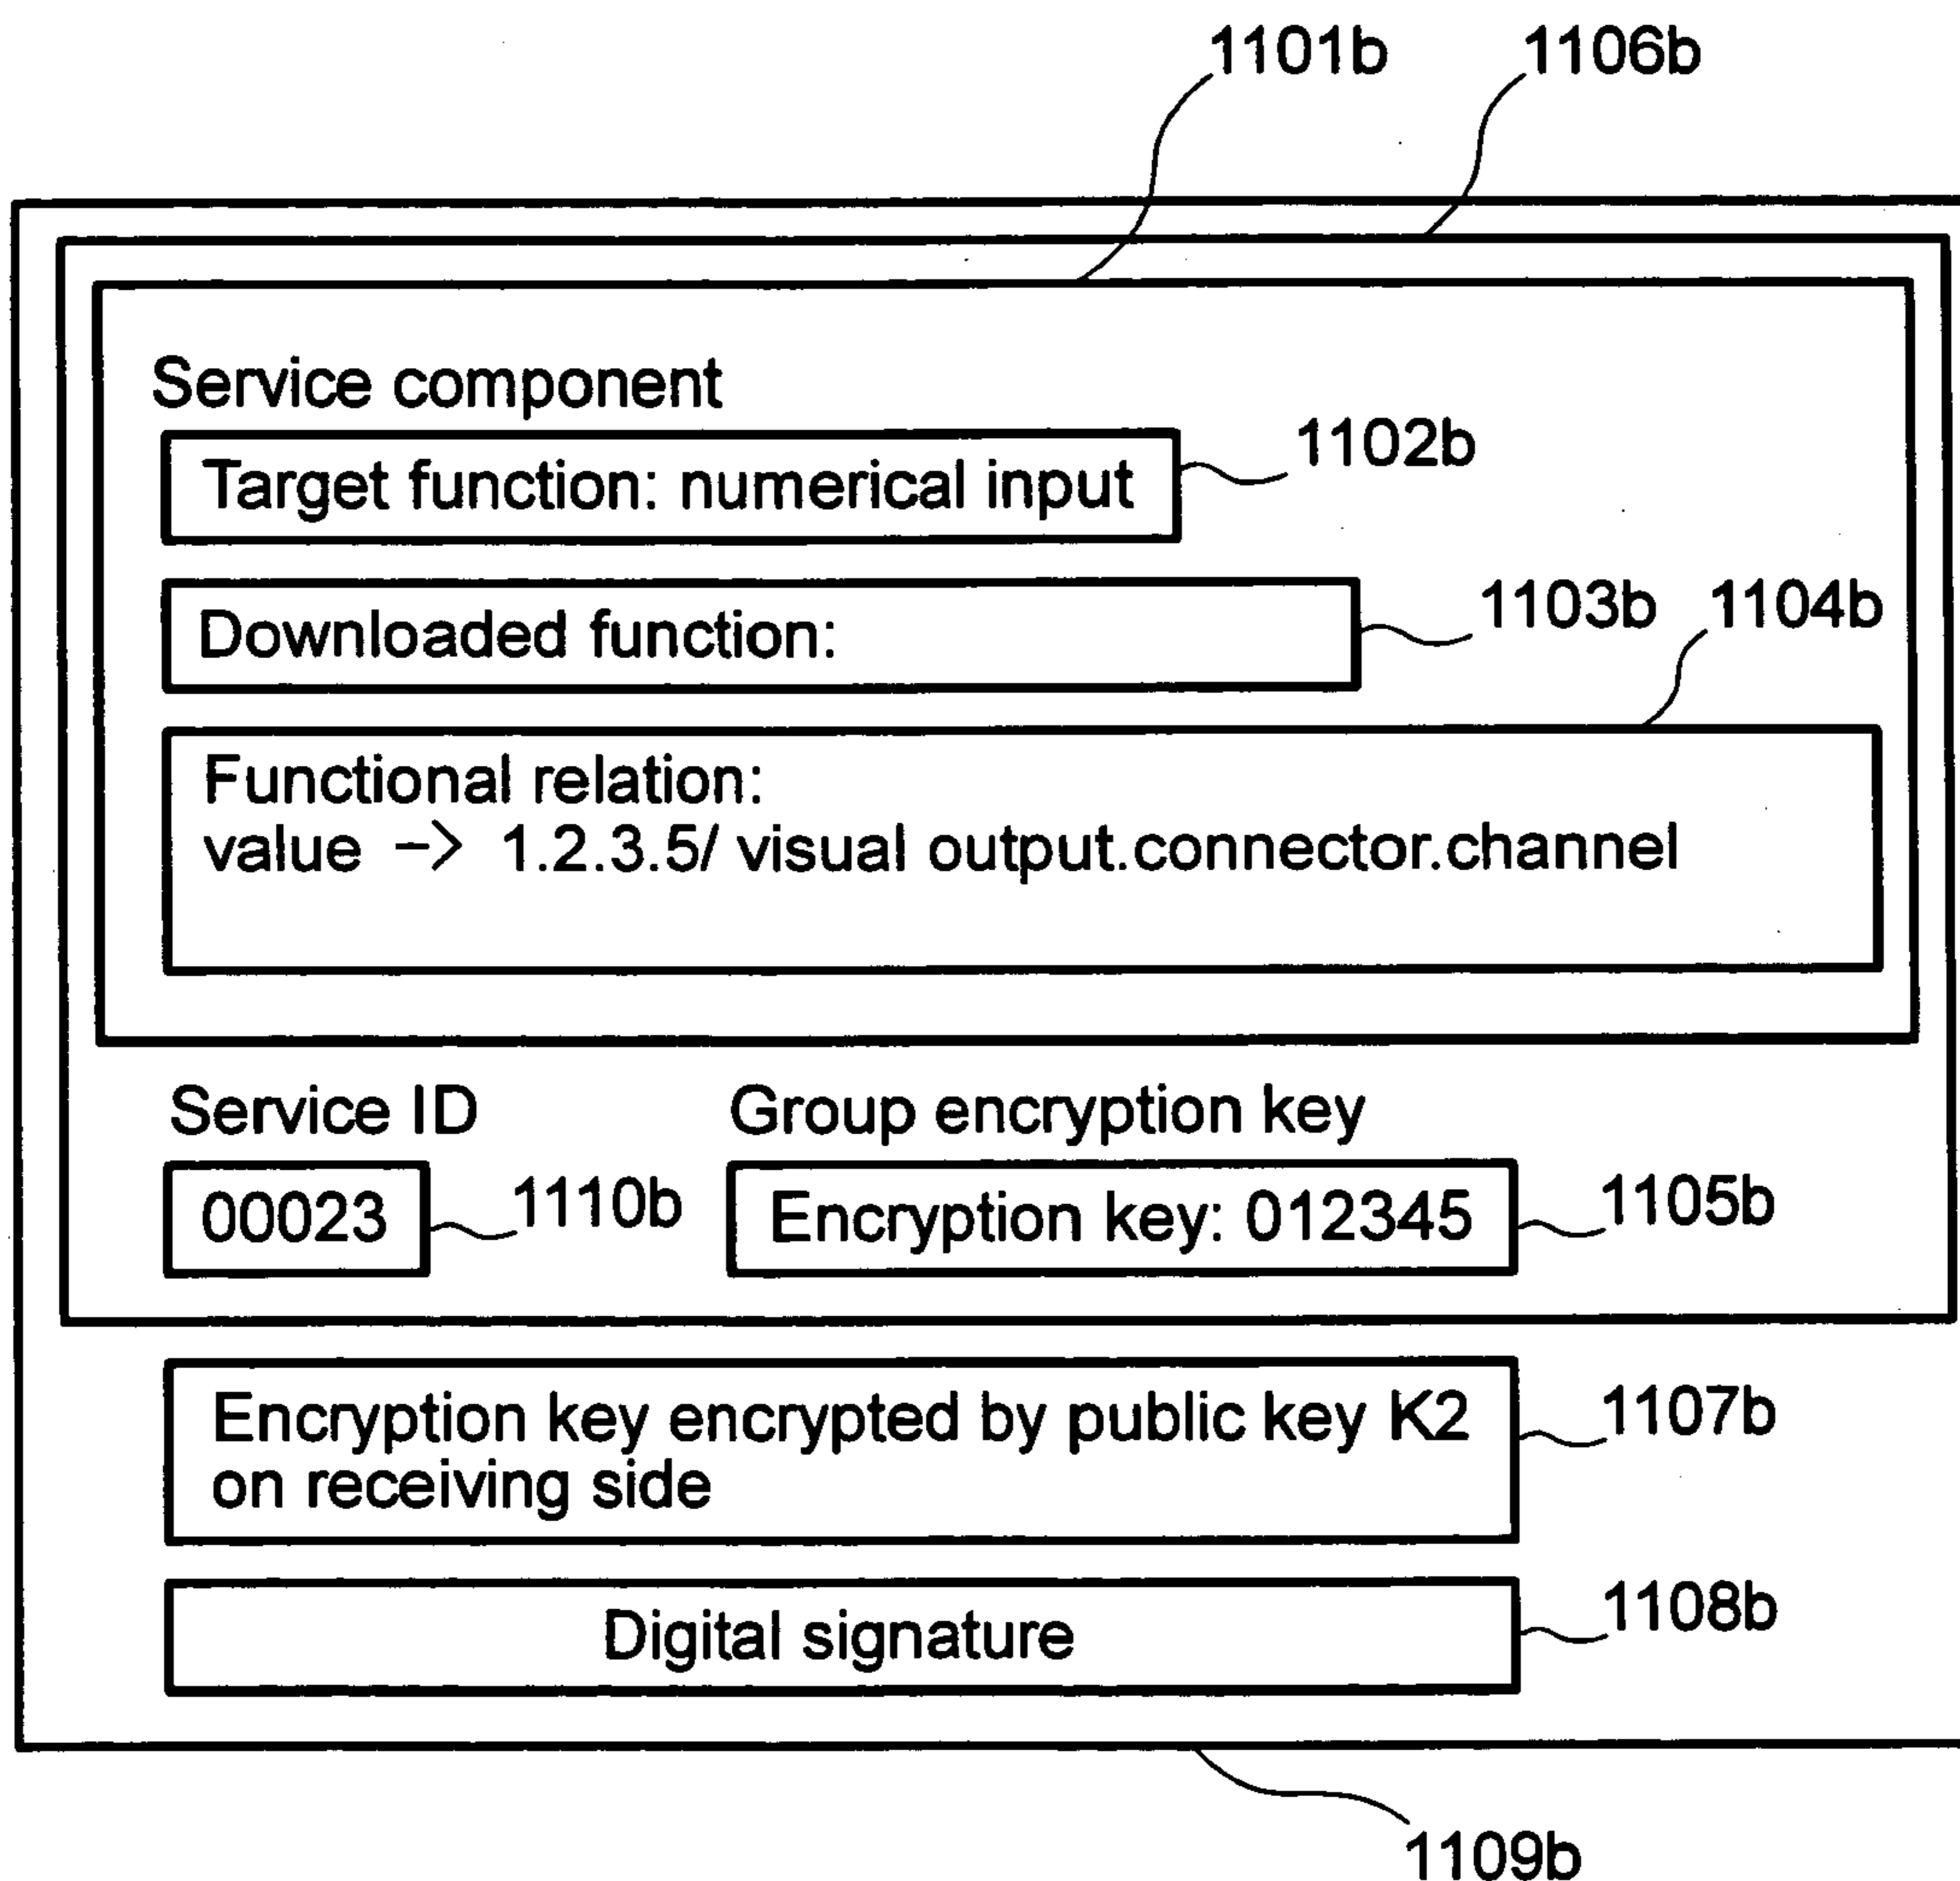 1101b 1106b
Service component
Target function: numerical input 1102b
Downloaded function: 1103b 1104b
Functional relation:
value -> 1.2.3.5/ visual output.connector.channel
Service ID Group encryption key
00023 1110b Encryption key: 012345 1105b
Encryption key encrypted by public key K2 1107b
on receiving side
Digital signature 1108b
1109b